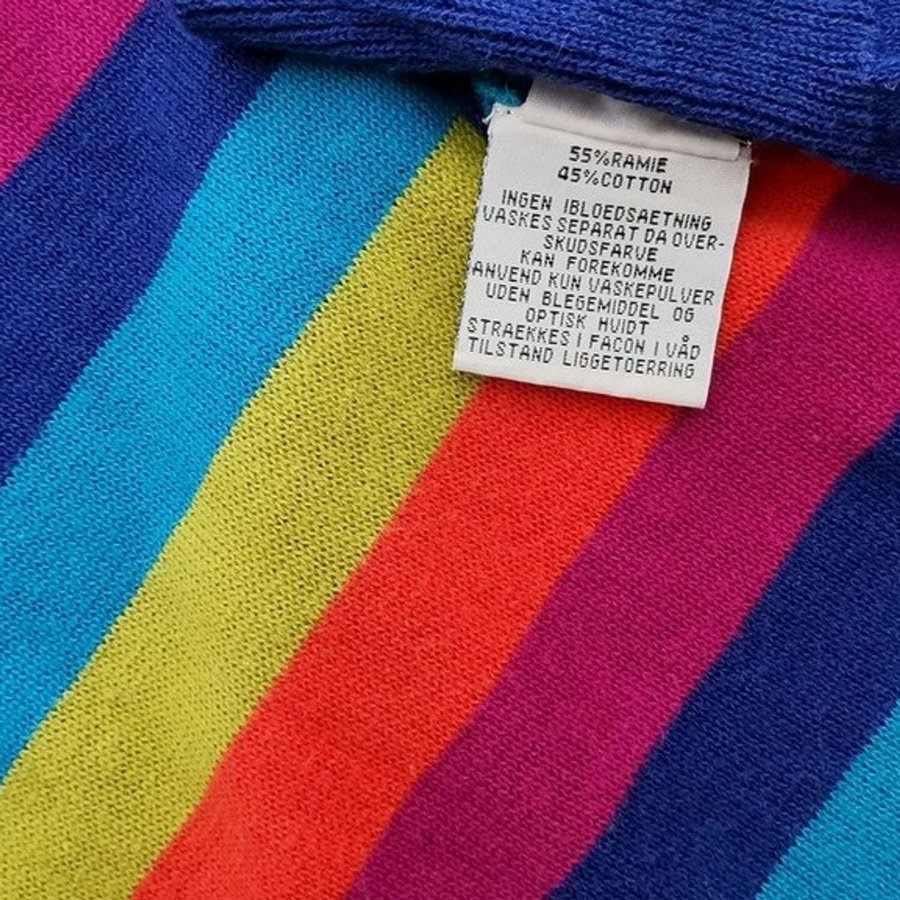 55%RAMIE
45%COTTON
INGEN IBLOEDSAETNING
VASKES SEPARAT DA OVER-
SKUDSFARVE
KAN FOREKOMME
ANVEND KUN VASKEPULVER
UDEN BLEGEMIDDEL OG
OPTISK HVIDT
STRAEKKES I FACON I VÅD
TILSTAND LIGGETOERRING